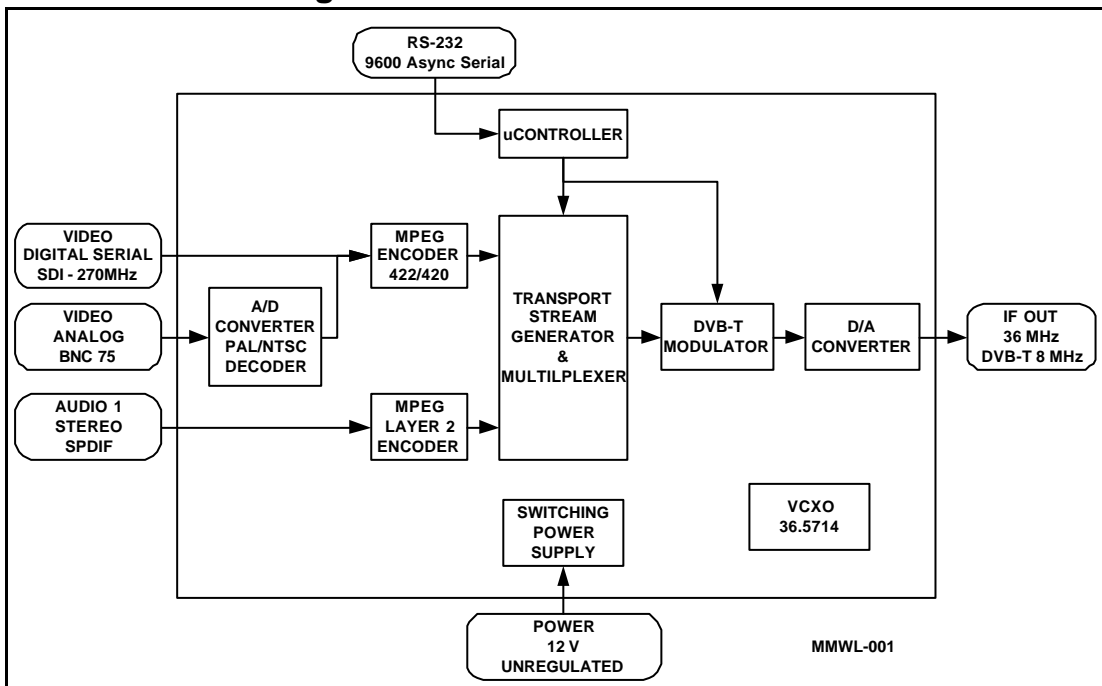 g
RS-232
9600 Async Serial
uCONTROLLER
VIDEO
DIGITAL SERIAL
SDI - 270MHz
MPEG
ENCODER
422/420
VIDEO
ANALOG
BNC 75
A/D
CONVERTER
PAL/NTSC
DECODER
TRANSPORT
STREAM
GENERATOR
&
MULTILPLEXER
DVB-T
MODULATOR
D/A
CONVERTER
IF OUT
36 MHz
DVB-T 8 MHz
AUDIO 1
STEREO
SPDIF
MPEG
LAYER 2
ENCODER
SWITCHING
POWER
SUPPLY
VCXO
36.5714
POWER
12 V
UNREGULATED
MMWL-001